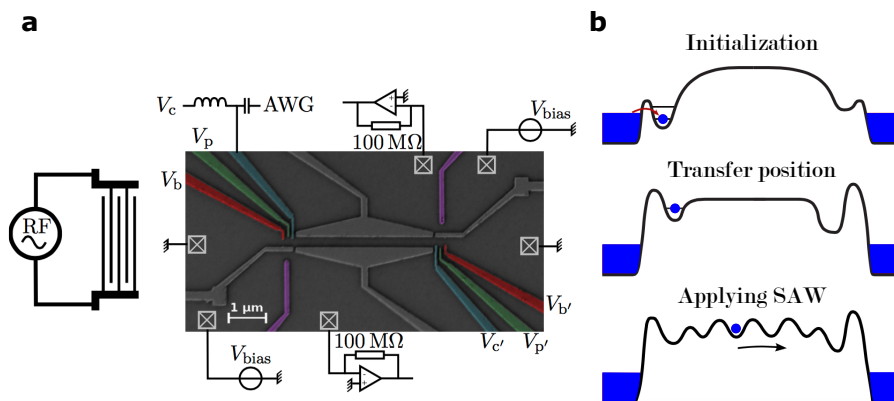 a
b
Initialization
V_c
AWG
V_bias
V_p
100 MΩ
V_b
RF
Transfer position
1 μm
V_b′
Applying SAW
V_c′
V_p′
100 MΩ
V_bias